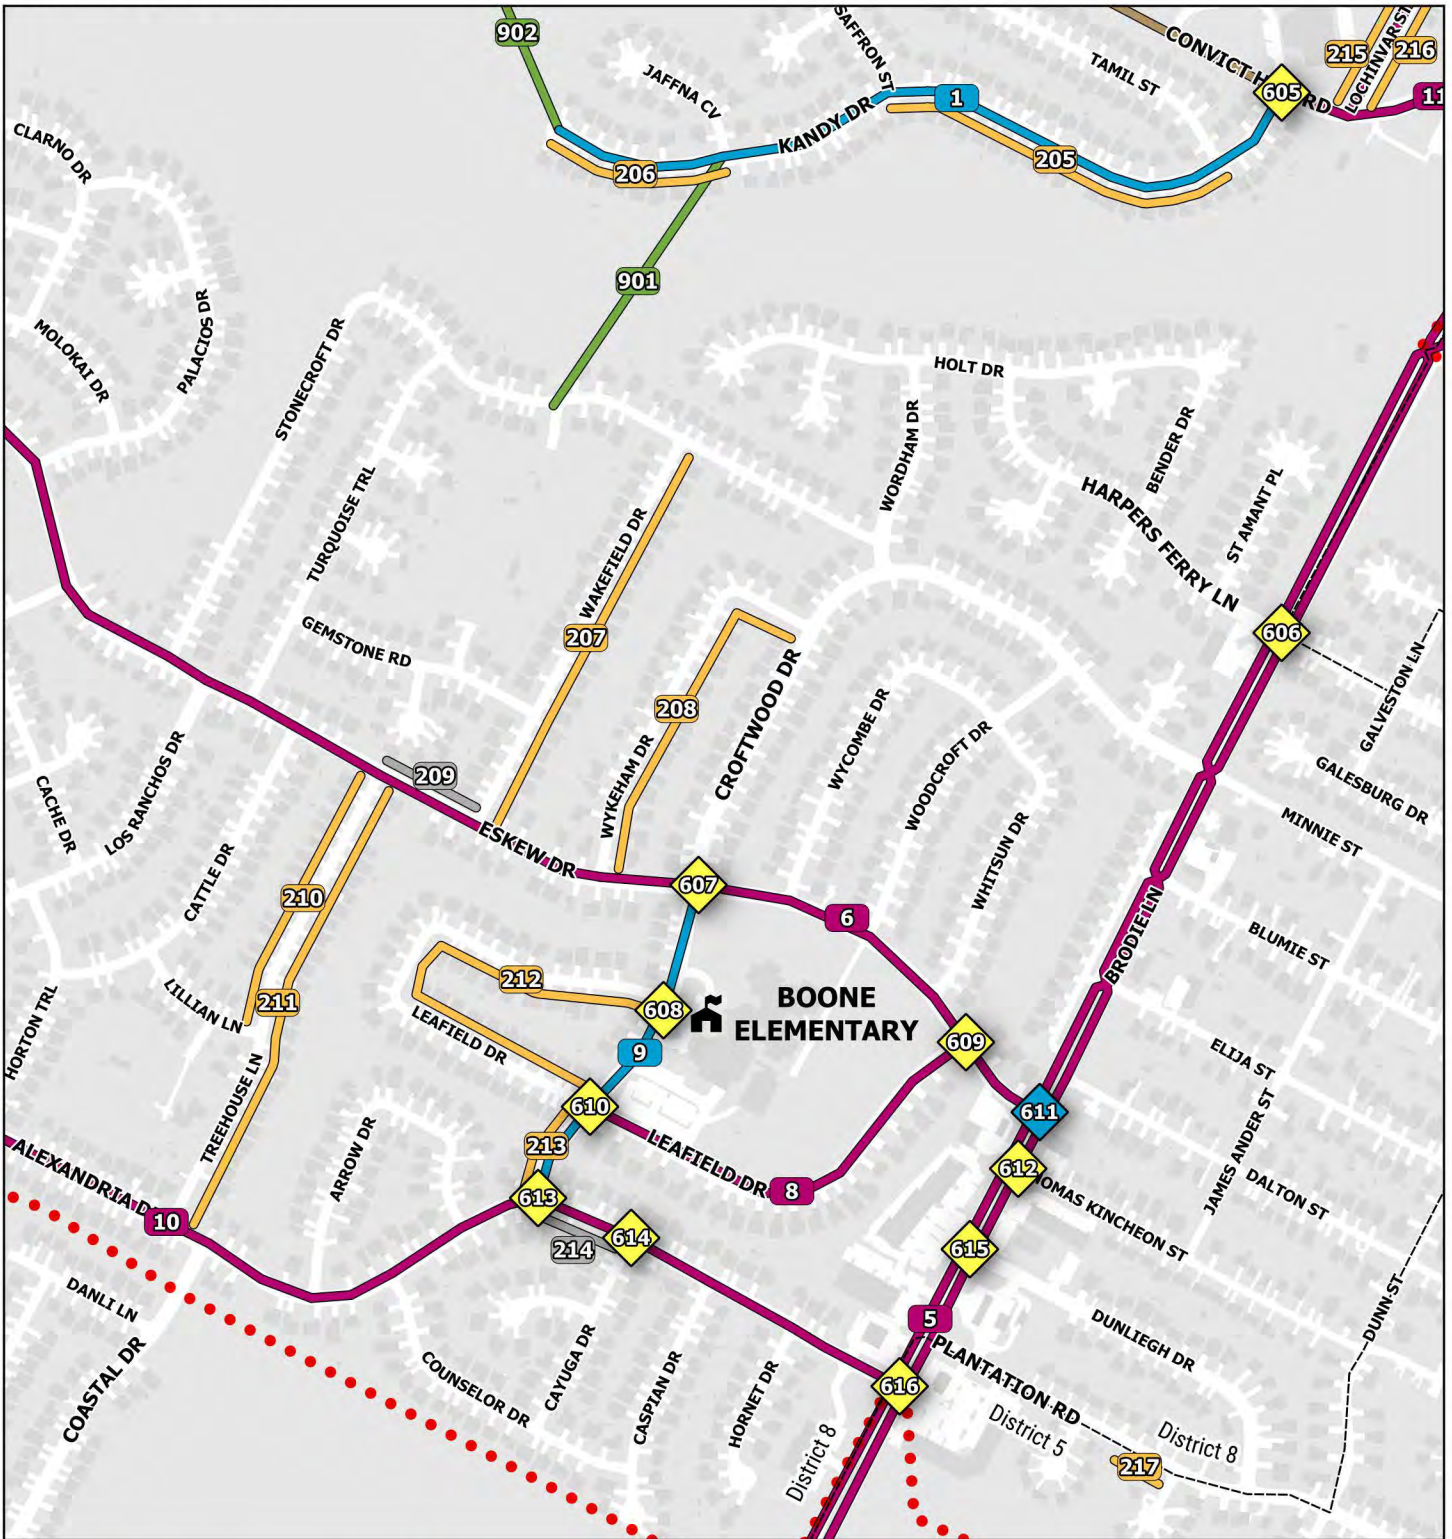 902
SAFFRON ST
CONVICT H
RD
215
LOCHINVAR ST
216
JAFFNA CV
TAMIL ST
605
1
11
KANDY DR
CLARNO DR
206
205
901
MOLOKAI DR
PALACIOS DR
STONECROFT DR
HOLT DR
WORDHAM DR
BENDER DR
HARPERS FERRY LN
ST AMANT PL
TURQUOISE TRL
WAKEFIELD DR
207
606
GEMSTONE RD
208
CROFTWOOD DR
WYCOMBE DR
WOODCROFT DR
GALVESTON LN
209
WYKEHAM DR
GALESBURG DR
LOS RANCHOS DR
CACHE DR
ESKEW DR
WHITSUN DR
MINNIE ST
CATTLE DR
607
210
6
BRODIE LN
BLUMIE ST
212
211
LILLIAN LN
608
BOONE
ELEMENTARY
HORTON TRL
LEAFIELD DR
9
609
ELIJA ST
TREEHOUSE LN
610
611
ARROW DR
213
LEAFIELD DR
JAMES ANDER ST
ALEXANDRIA D
10
613
8
612
OMAS KINCHEON ST
DALTON ST
214
614
615
DANLI LN
5
DUNLIEGH DR
DUNN ST
COASTAL DR
PLANTATION RD
COUNSELOR DR
CAYUGA DR
CASPIAN DR
HORNET DR
616
District 8
District 5
District 8
217